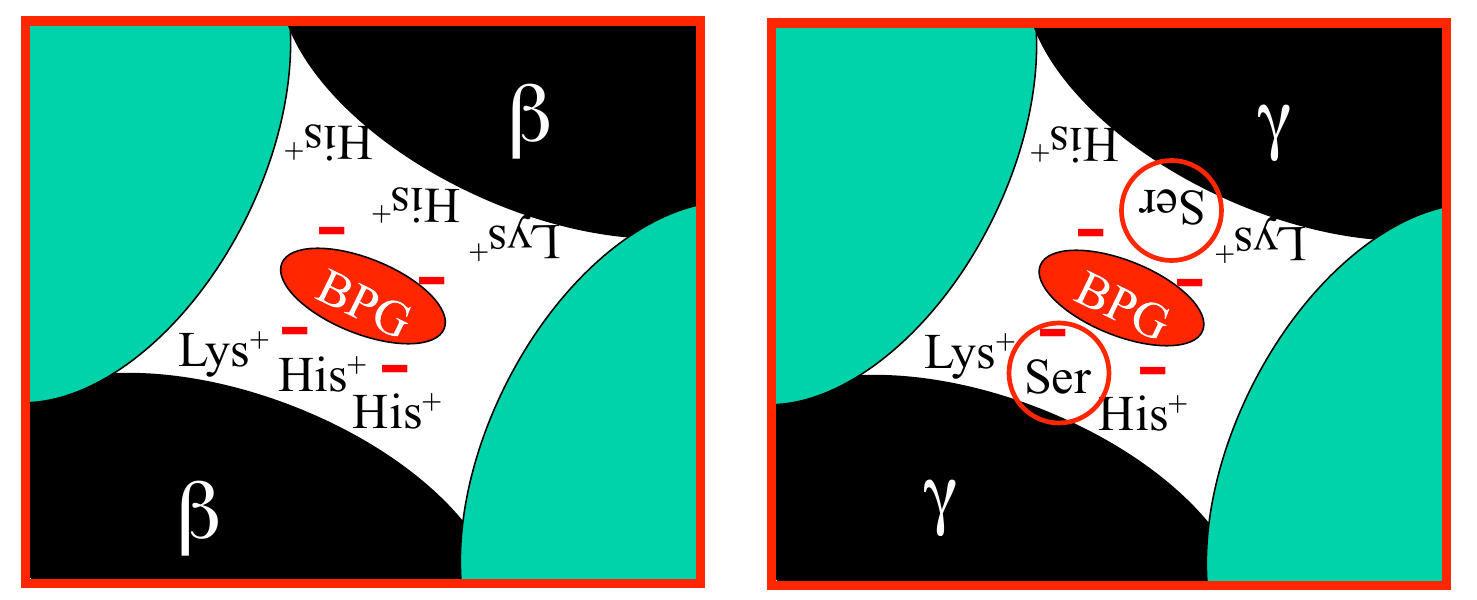 β
His+
His+
Lys+
BPG
Lys+
His+
His+
β
γ
His+
Ser
Lys+
BPG
Lys+
Ser
His+
γ